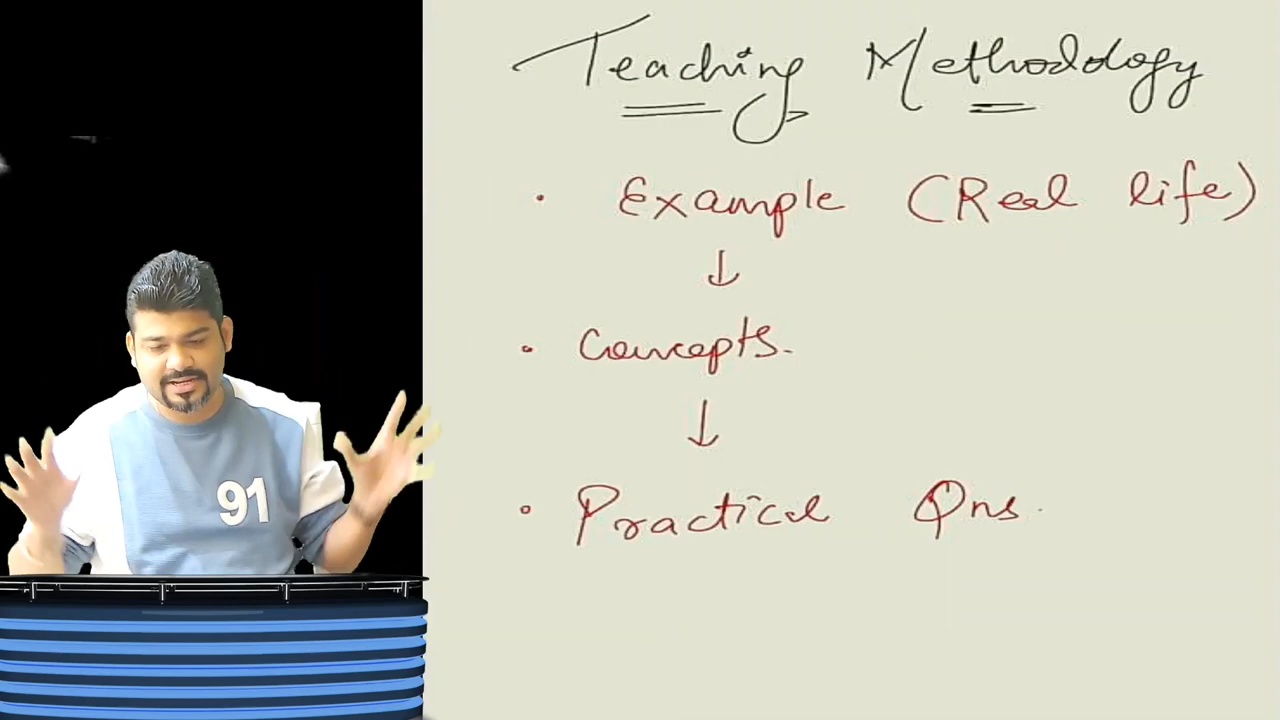 Teaching Methodology
• Example (Real life)
↓
• Concepts.
↓
• Practical Qns.
91